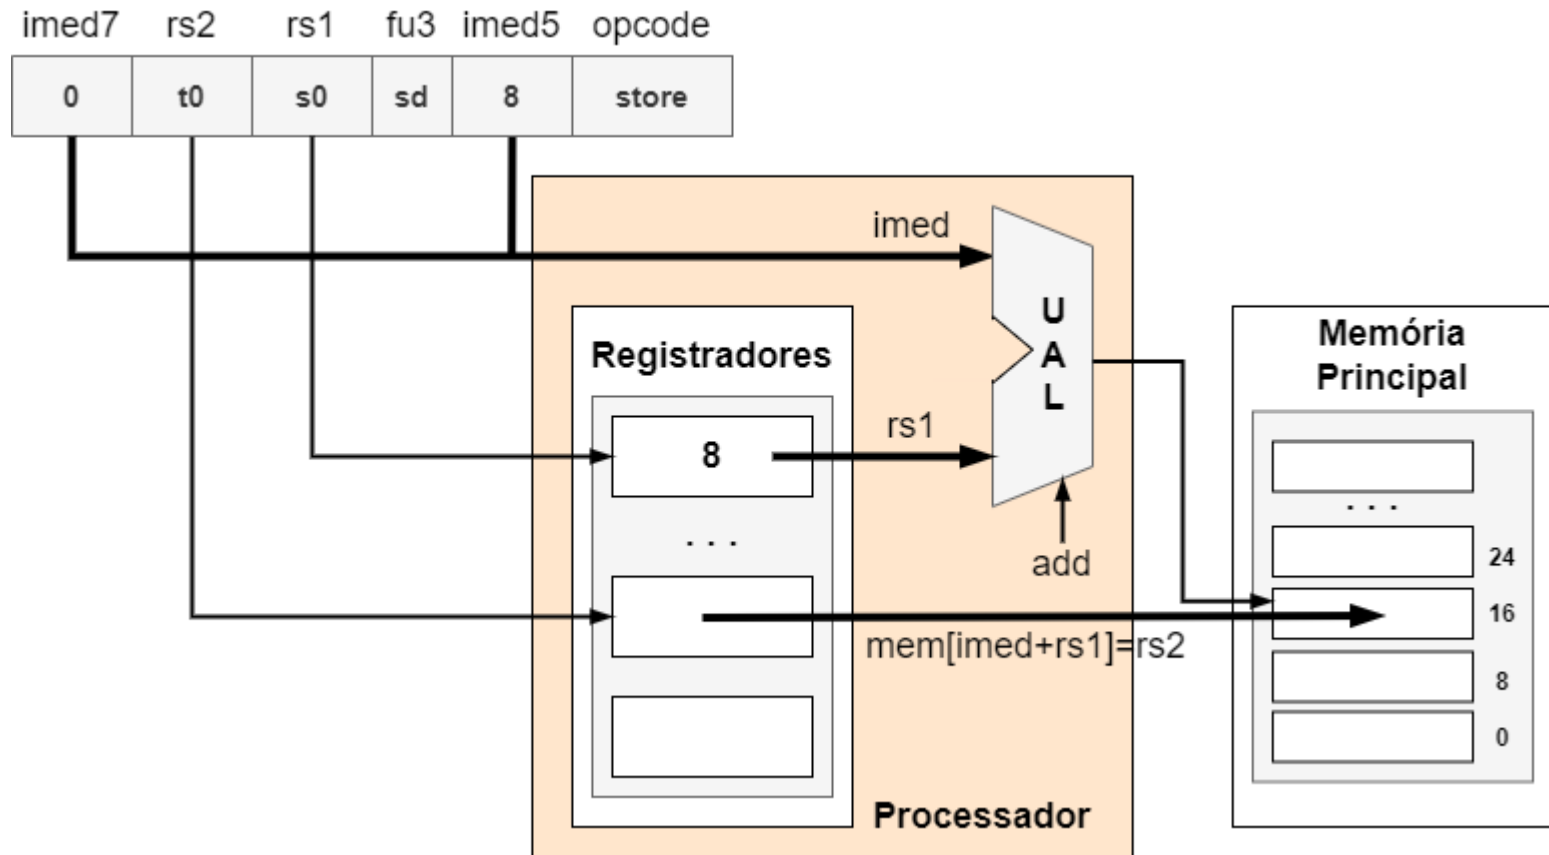 imed7 rs2 rs1 fu3 imed5 opcode
0 t0 s0 sd 8 store
imed
U
A
L
Registradores
8
rs1
. . .
add
mem[imed+rs1]=rs2
Processador
Memória
Principal
. . .
24
16
8
0